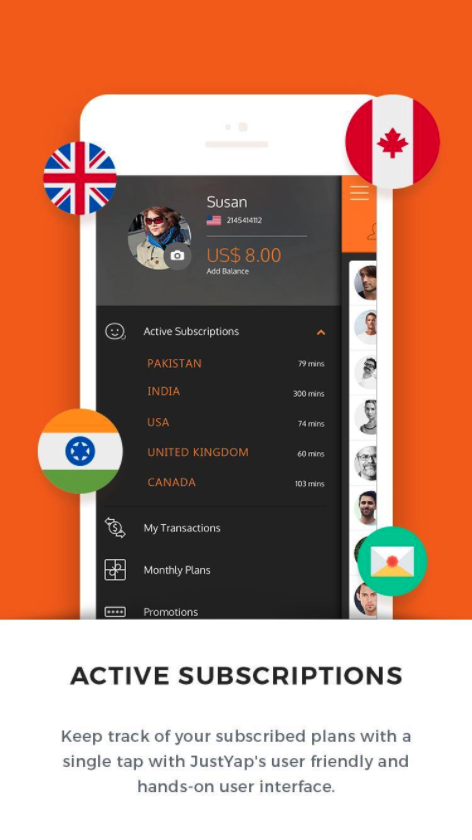 Susan
2145414112
US$ 8.00
Add Balance
Active Subscriptions
PAKISTAN 79 mins
INDIA 300 mins
USA 74 mins
UNITED KINGDOM 60 mins
CANADA 103 mins
My Transactions
Monthly Plans
Promotions
ACTIVE SUBSCRIPTIONS
Keep track of your subscribed plans with a
single tap with JustYap's user friendly and
hands-on user interface.